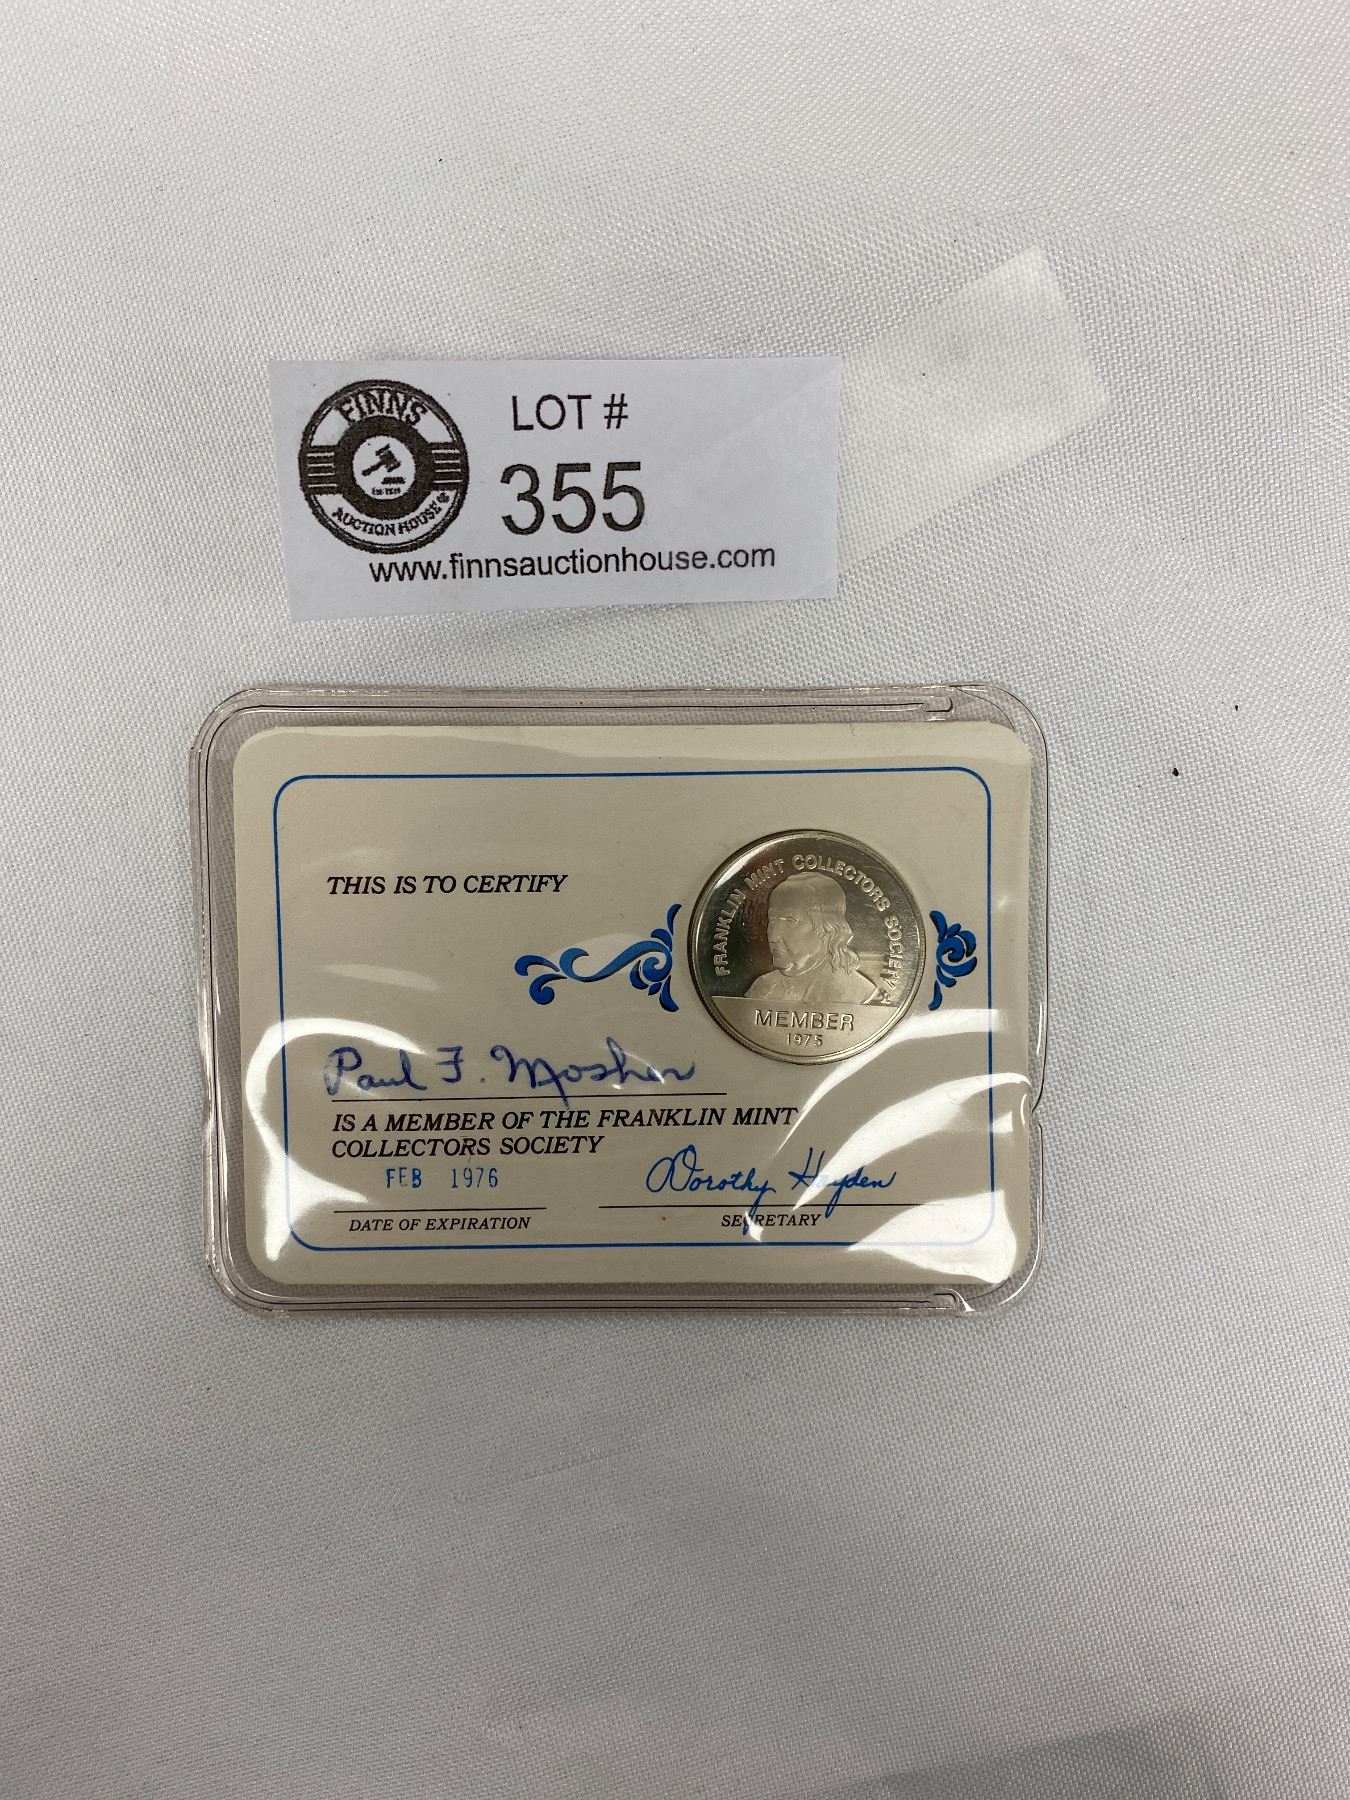 FINNS
AUCTION HOUSE
LOT #
355
www.finnsauctionhouse.com
THIS IS TO CERTIFY
FRANKLIN MINT COLLECTORS SOCIETY
MEMBER
1975
Paul F. Mosher
IS A MEMBER OF THE FRANKLIN MINT
COLLECTORS SOCIETY
FEB 1976
Dorothy Hayden
DATE OF EXPIRATION
SECRETARY